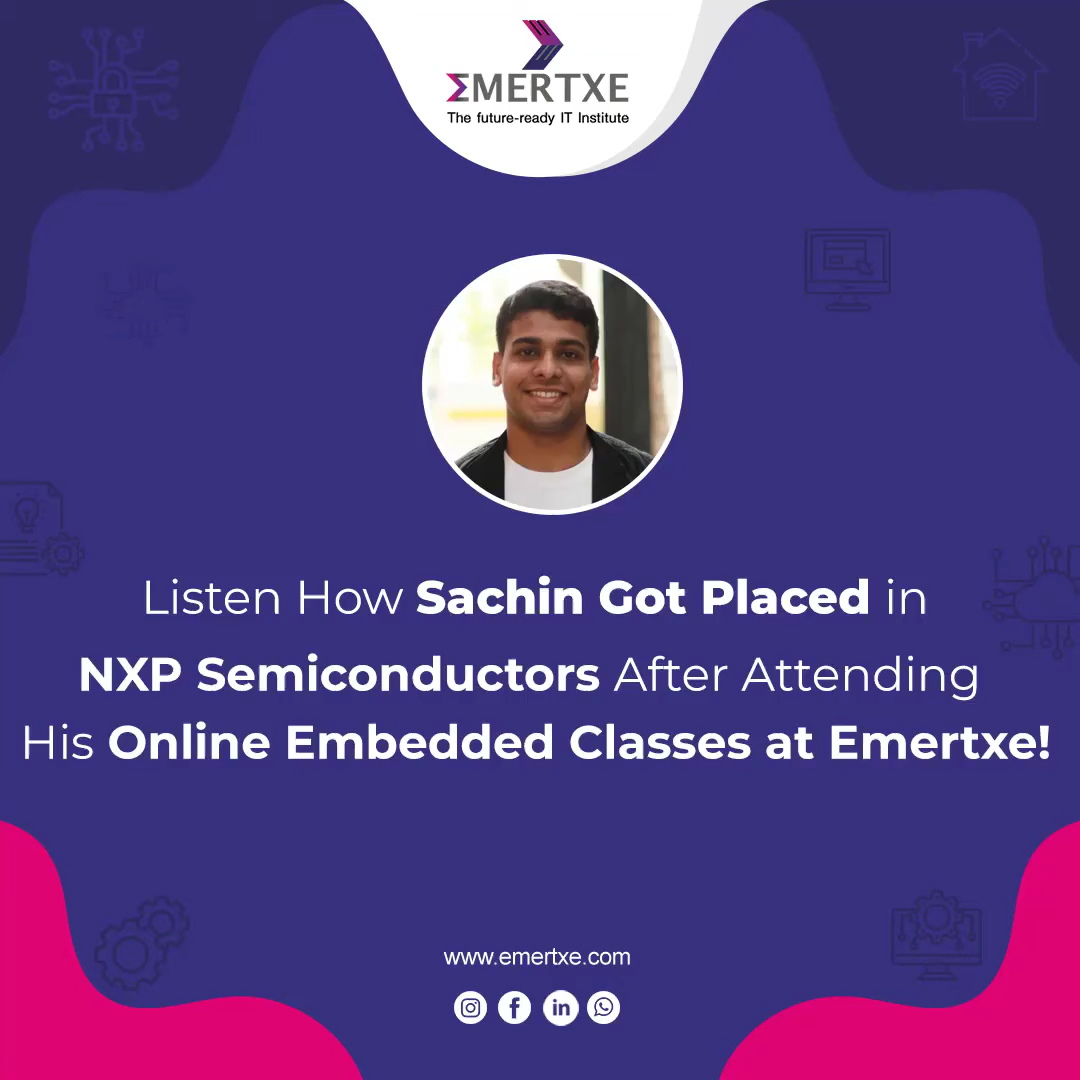 EMERTXE
The future-ready IT Institute
Listen How Sachin Got Placed in
NXP Semiconductors After Attending
His Online Embedded Classes at Emertxe!
www.emertxe.com